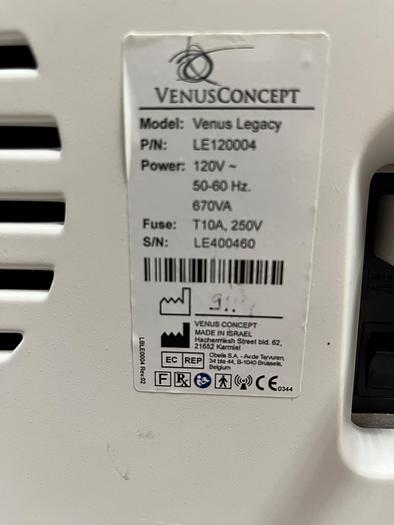 VENUSCONCEPT
Model: Venus Legacy
P/N: LE120004
Power: 120V ~
50-60 Hz.
670VA
Fuse: T10A, 250V
S/N: LE400460
VENUS CONCEPT
MADE IN ISRAEL
Hachermesh Street bld. 62,
21652 Karmiel
EC REP
Obelis S.A. - Av.de Tervuren,
34 bte 44, B-1040 Brussels,
Belgium
F Rx CE 0344
LBLE0004 Rev.02